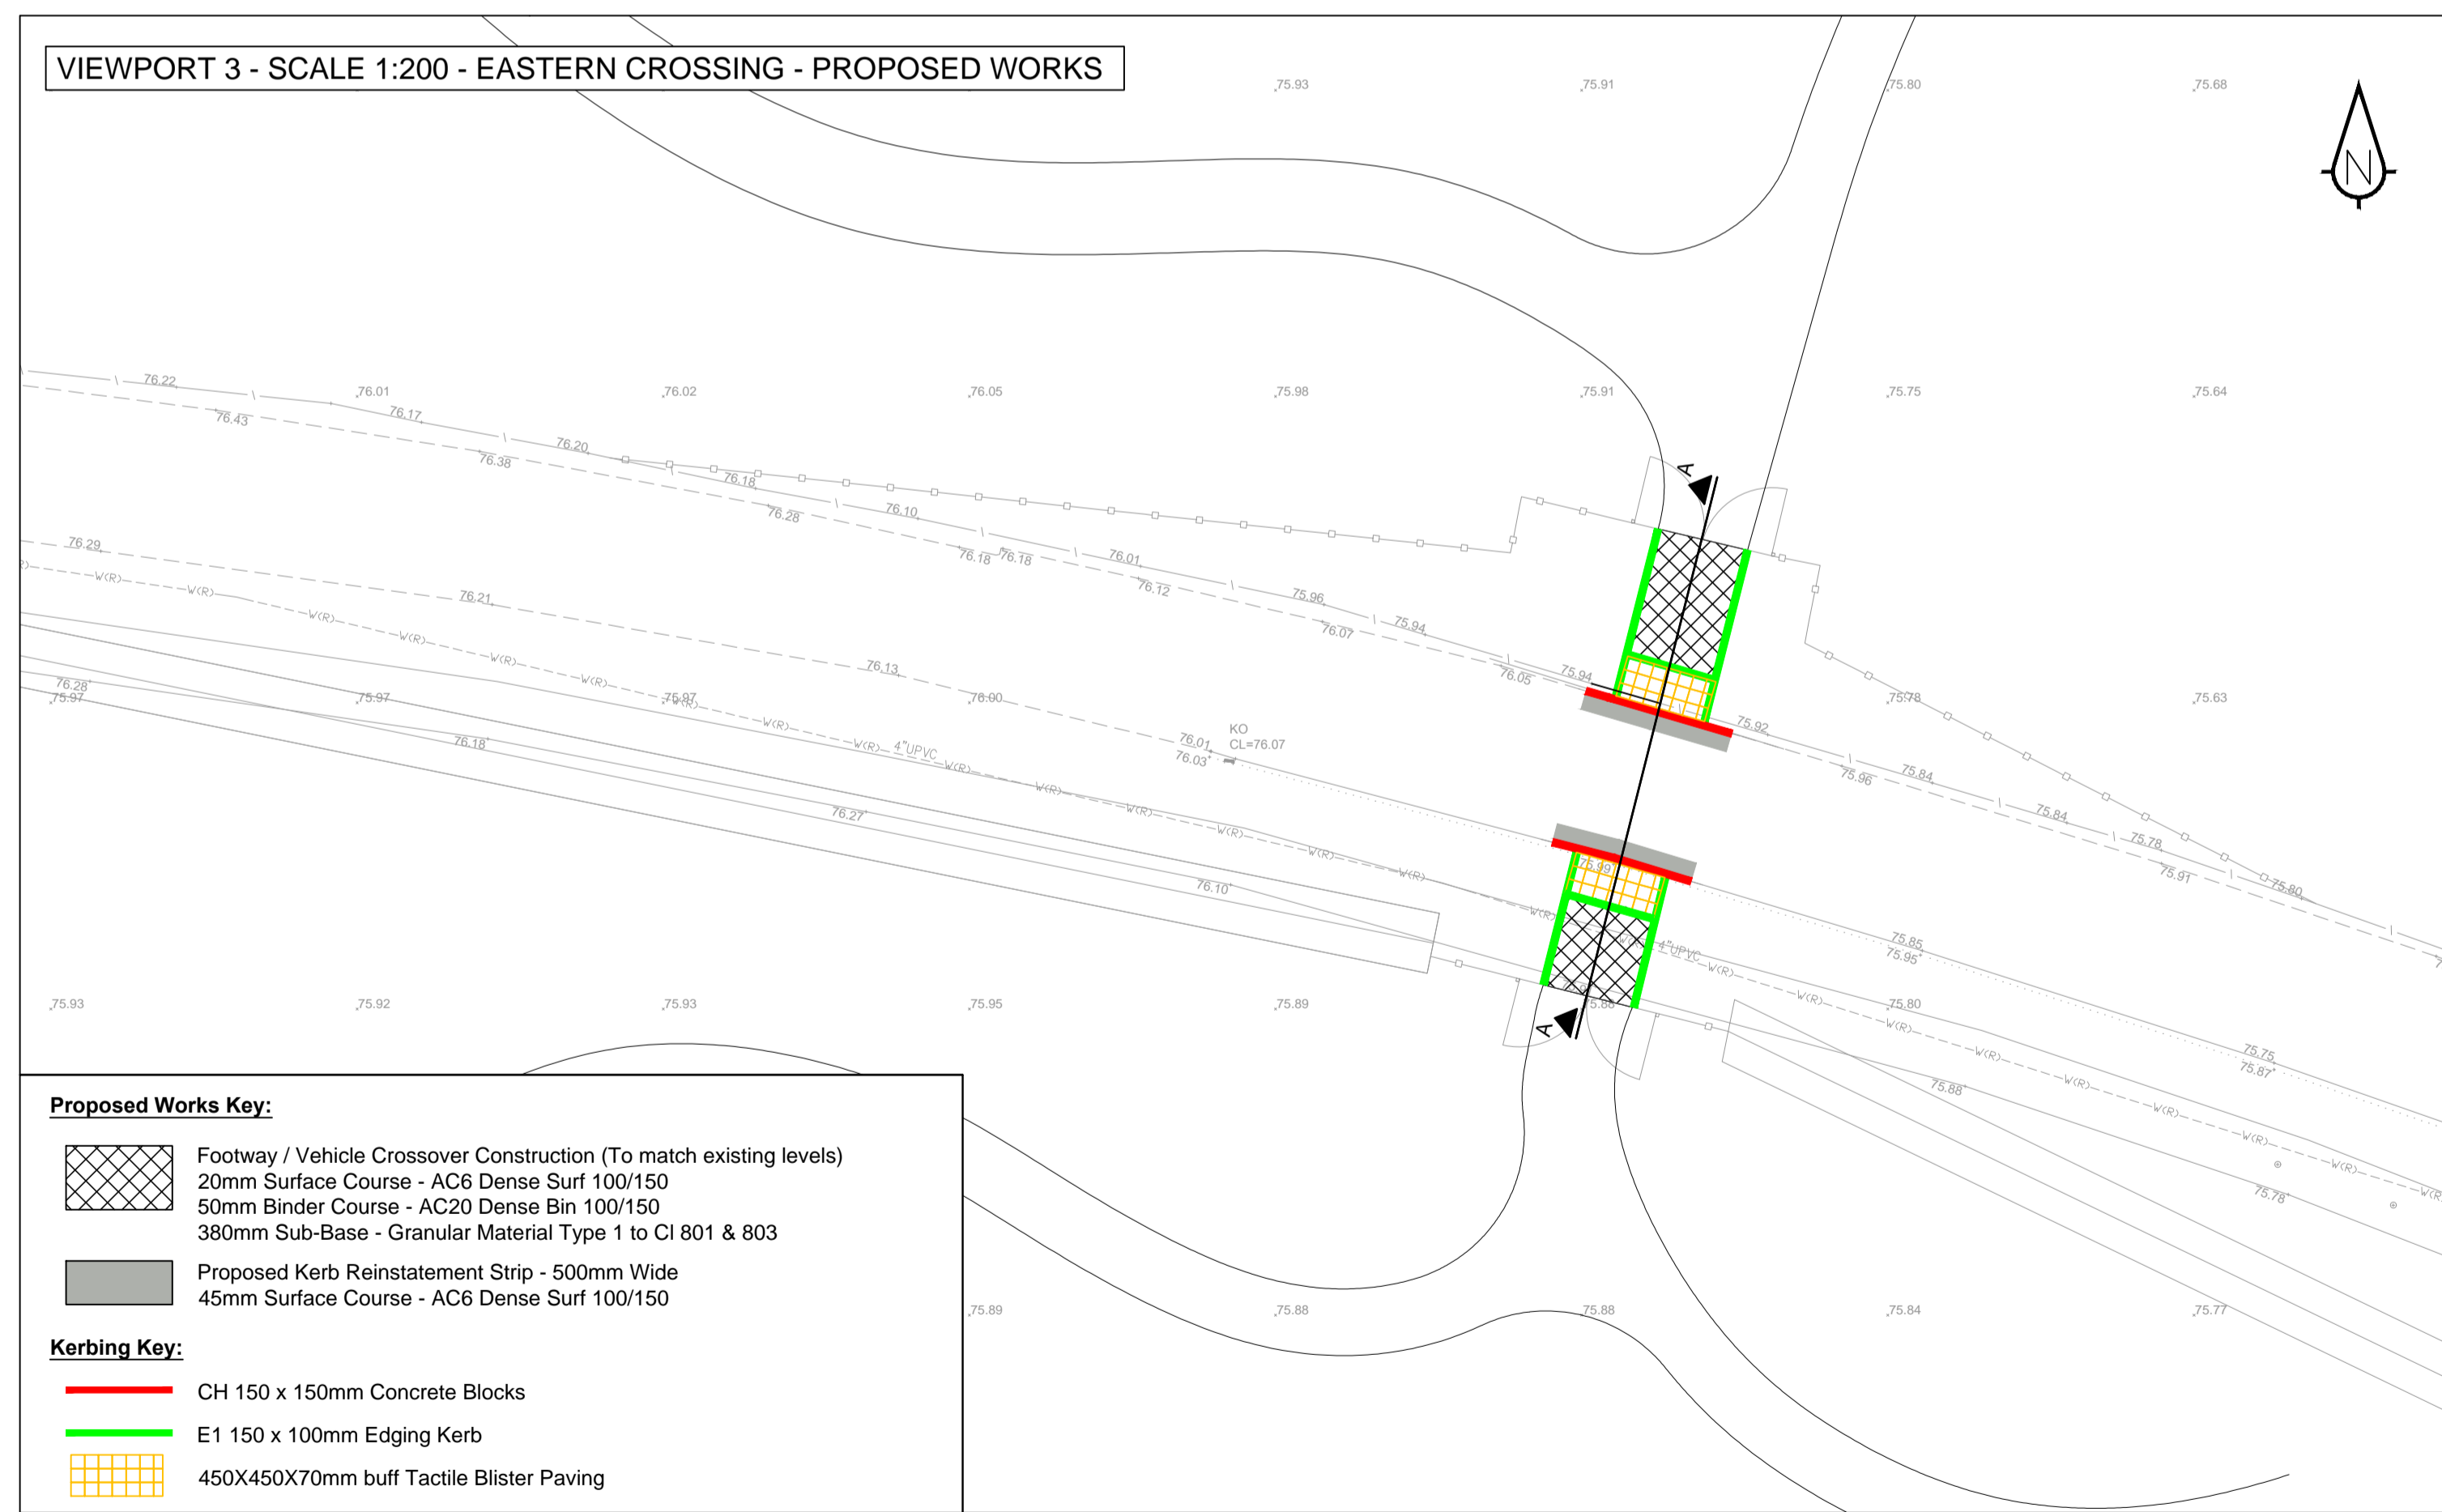 VIEWPORT 3 - SCALE 1:200 - EASTERN CROSSING - PROPOSED WORKS
75.93
75.91
75.80
75.68
N
76.22
76.01
76.17
76.02
76.05
75.98
75.91
75.75
75.64
76.43
76.20
76.38
76.18
76.28
76.10
76.18
76.18
76.01
76.12
75.96
76.07
75.94
76.05
75.94
A
76.29
76.21
76.13
W(R)
W(R)
W(R)
W(R)
W(R)
W(R)
W(R)
W(R)
W(R)
4"UPVC
W(R)
W(R)
W(R)
W(R)
W(R)
W(R)
W(R)
76.28
75.97
75.97
75.97
76.00
75.78
75.63
76.18
76.01
76.03
KO
CL=76.07
75.92
75.84
75.96
75.84
75.78
75.91
75.80
76.27
76.10
75.99
4"UPVC
W(R)
W(R)
W(R)
W(R)
W(R)
W(R)
W(R)
W(R)
W(R)
75.85
75.95
75.93
75.92
75.93
75.95
75.89
75.88
75.80
A
75.75
75.87
75.88
75.78
75.89
75.88
75.88
75.84
75.77
Proposed Works Key:
Footway / Vehicle Crossover Construction (To match existing levels)
20mm Surface Course - AC6 Dense Surf 100/150
50mm Binder Course - AC20 Dense Bin 100/150
380mm Sub-Base - Granular Material Type 1 to Cl 801 & 803
Proposed Kerb Reinstatement Strip - 500mm Wide
45mm Surface Course - AC6 Dense Surf 100/150
Kerbing Key:
CH 150 x 150mm Concrete Blocks
E1 150 x 100mm Edging Kerb
450X450X70mm buff Tactile Blister Paving